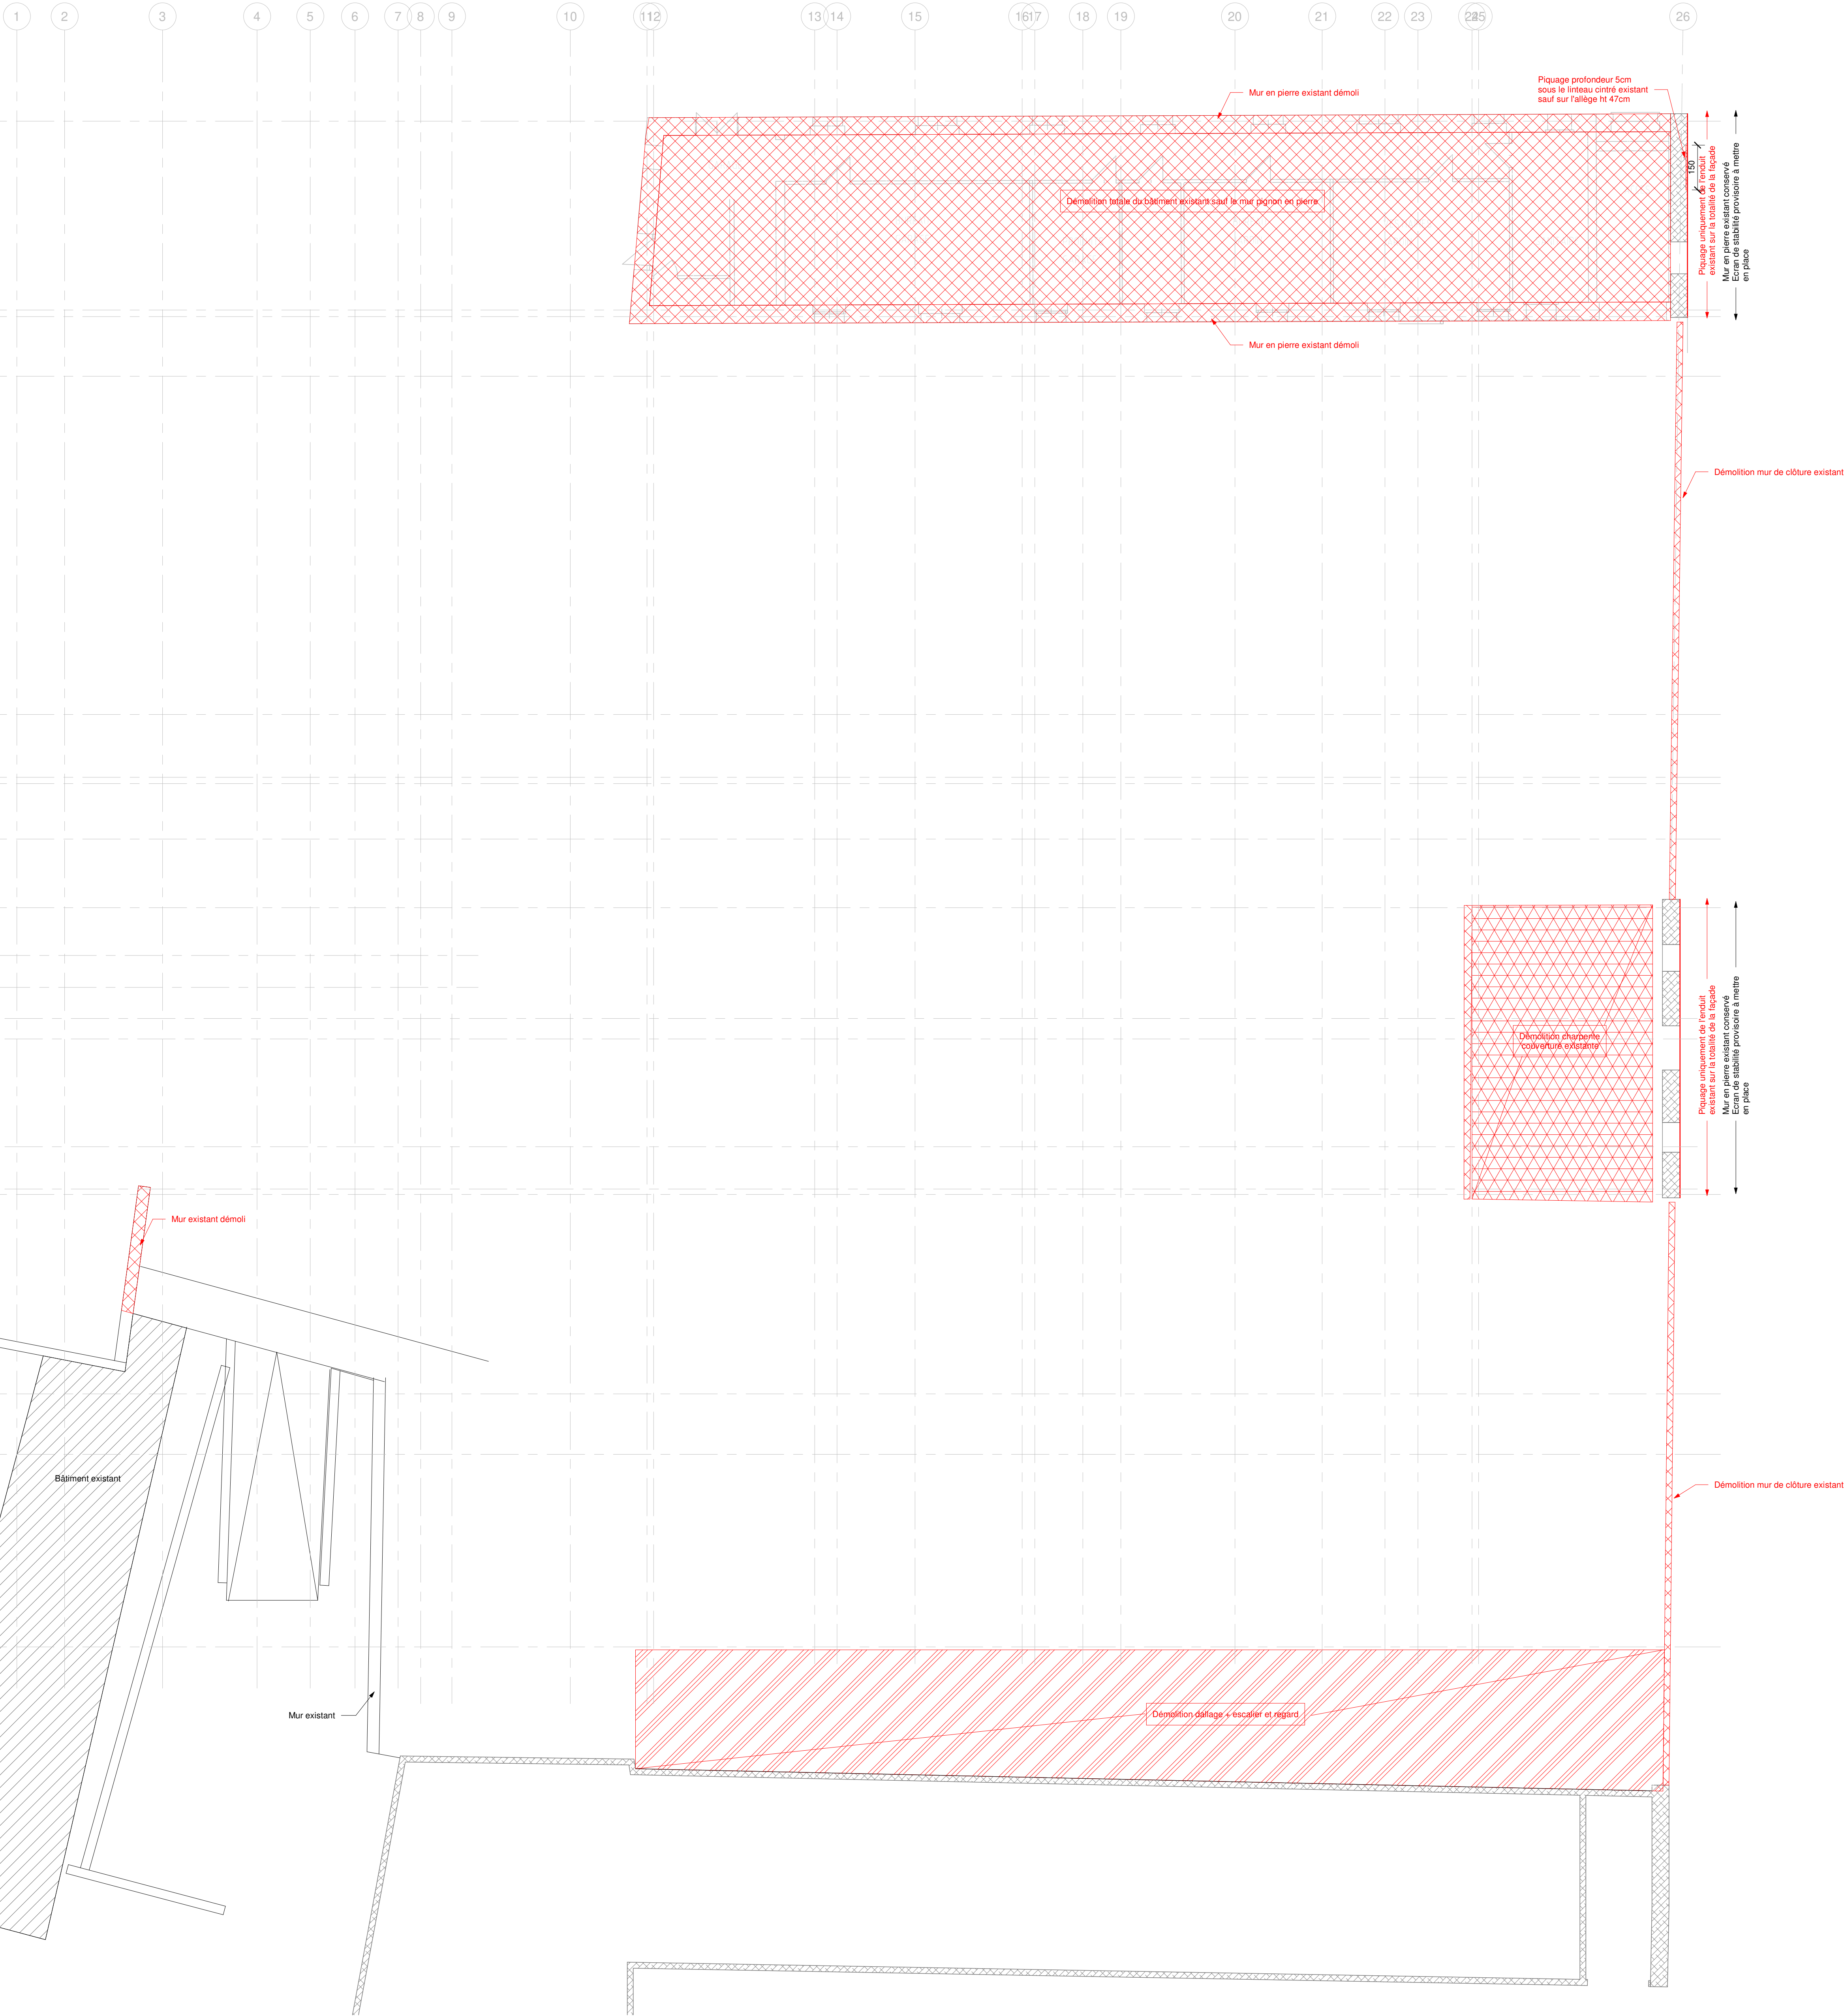 1
2
3
4
5
6
7
8
9
10
11
12
13
14
15
16
17
18
19
20
21
22
23
24
25
26
Piquage profondeur 5cm
sous le linteau cintré existant
sauf sur l'allège ht 47cm
Mur en pierre existant démoli
150
Démolition totale du bâtiment existant sauf le mur pignon en pierre
Piquage uniquement de l'enduit
existant sur la totalité de la façade
Mur en pierre existant conservé
Ecran de stabilité provisoire à mettre
en place
Mur en pierre existant démoli
Démolition mur de clôture existant
Démolition charpente
couverture existante
Piquage uniquement de l'enduit
existant sur la totalité de la façade
Mur en pierre existant conservé
Ecran de stabilité provisoire à mettre
en place
Mur existant démoli
Bâtiment existant
Démolition mur de clôture existant
Mur existant
Démolition dallage + escalier et regard